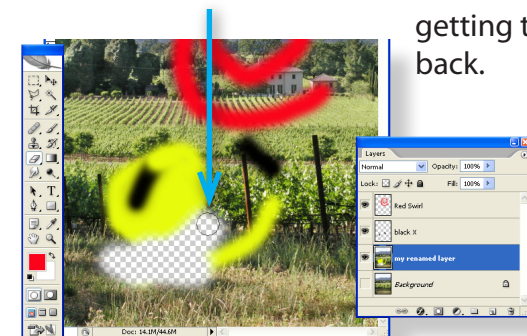 getting t
back.
Layers
Normal Opacity: 100%
Lock: Fill: 100%
Red Swirl
black X
my renamed layer
Background
Doc: 14.1M/44.6M